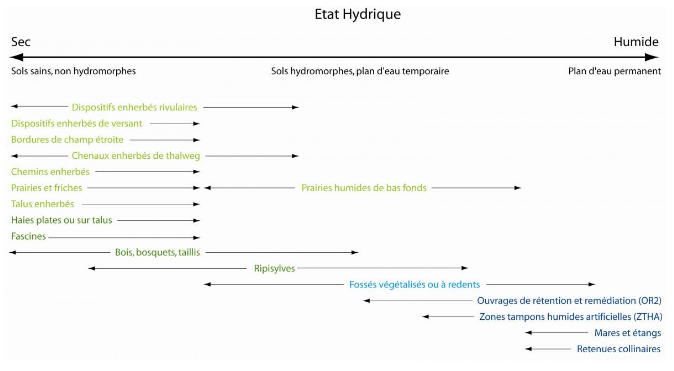 Etat Hydrique
Sec Humide
Sols sains, non hydromorphes Sols hydromorphes, plan d'eau temporaire Plan d'eau permanent
Dispositifs enherbés rivulaires
Dispositifs enherbés de versant
Bordures de champ étroite
Chenaux enherbés de thalweg
Chemins enherbés
Prairies et friches Prairies humides de bas fonds
Talus enherbés
Haies plates ou sur talus
Fascines
Bois, bosquets, taillis
Ripisylves
Fossés végétalisés ou à redents
Ouvrages de rétention et remédiation (OR2)
Zones tampons humides artificielles (ZTHA)
Mares et étangs
Retenues collinaires